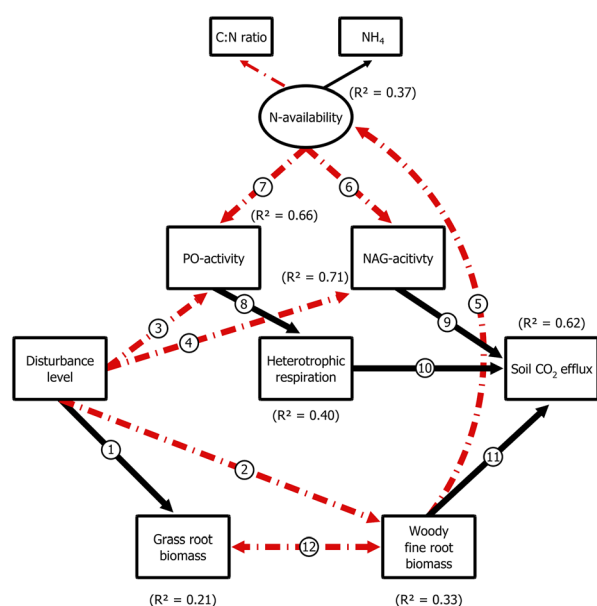 C:N ratio
NH₄
(R² = 0.37)
N-availability
7
6
(R² = 0.66)
PO-activity
NAG-acitivity
(R² = 0.71)
5
3
8
4
9
(R² = 0.62)
Disturbance
level
Heterotrophic
respiration
10
Soil CO₂ efflux
(R² = 0.40)
1
2
11
Grass root
biomass
12
Woody
fine root
biomass
(R² = 0.21)
(R² = 0.33)